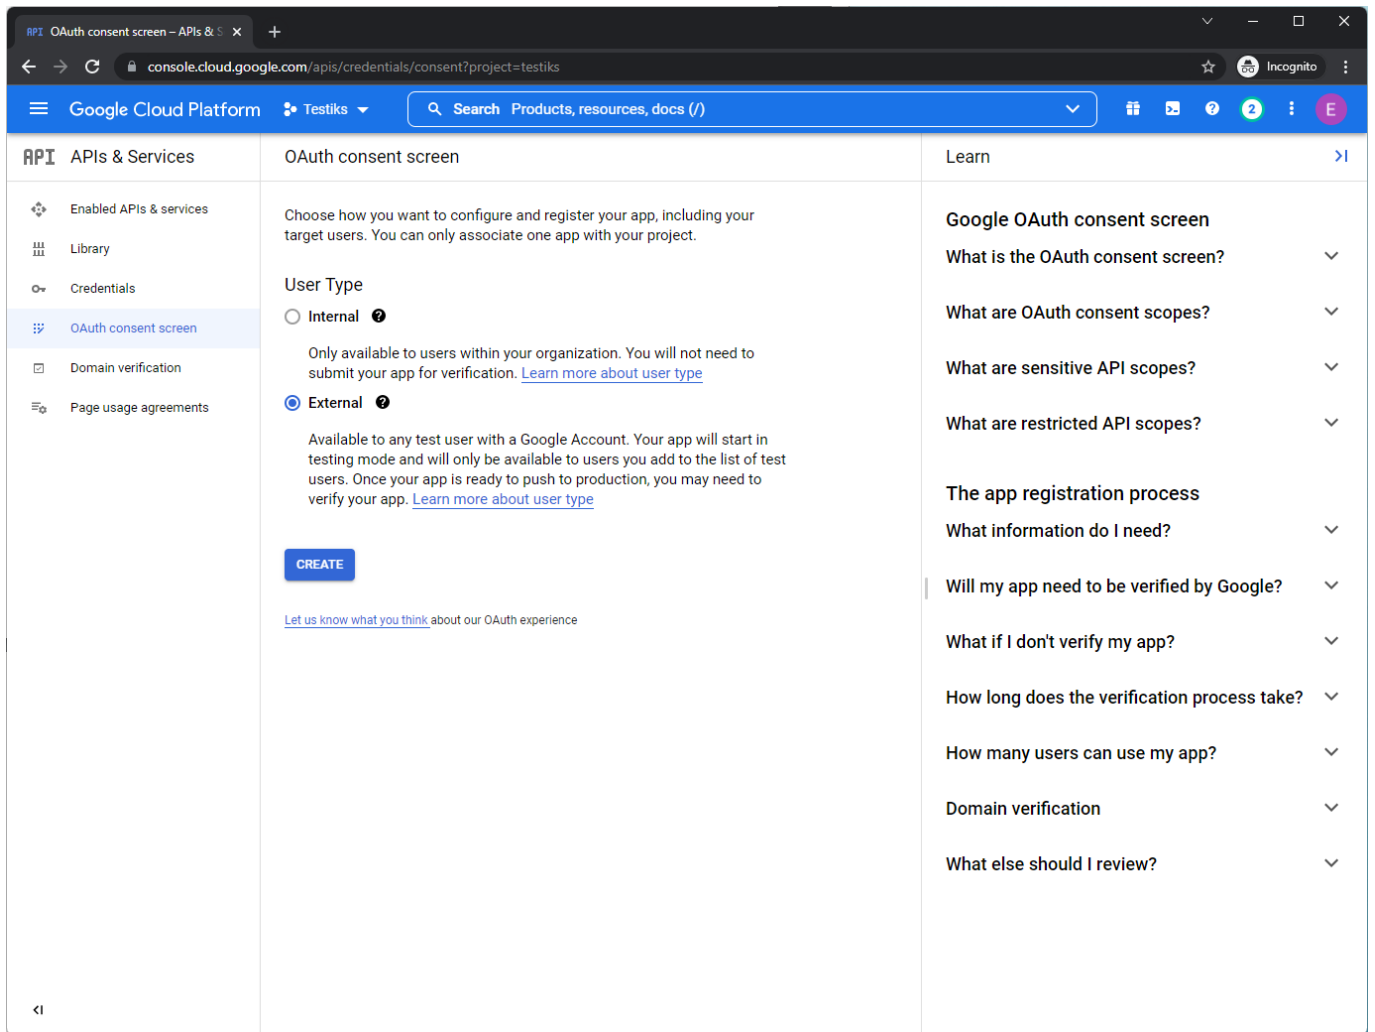 API OAuth consent screen – APIs & S
console.cloud.google.com/apis/credentials/consent?project=testiks
Incognito
Google Cloud Platform
Testiks
Search Products, resources, docs (/)
2
E
API APIs & Services
Enabled APIs & services
Library
Credentials
OAuth consent screen
Domain verification
Page usage agreements
OAuth consent screen
Choose how you want to configure and register your app, including your
target users. You can only associate one app with your project.
User Type
Internal
Only available to users within your organization. You will not need to
submit your app for verification. Learn more about user type
External
Available to any test user with a Google Account. Your app will start in
testing mode and will only be available to users you add to the list of test
users. Once your app is ready to push to production, you may need to
verify your app. Learn more about user type
CREATE
Let us know what you think about our OAuth experience
Learn
Google OAuth consent screen
What is the OAuth consent screen?
What are OAuth consent scopes?
What are sensitive API scopes?
What are restricted API scopes?
The app registration process
What information do I need?
Will my app need to be verified by Google?
What if I don't verify my app?
How long does the verification process take?
How many users can use my app?
Domain verification
What else should I review?